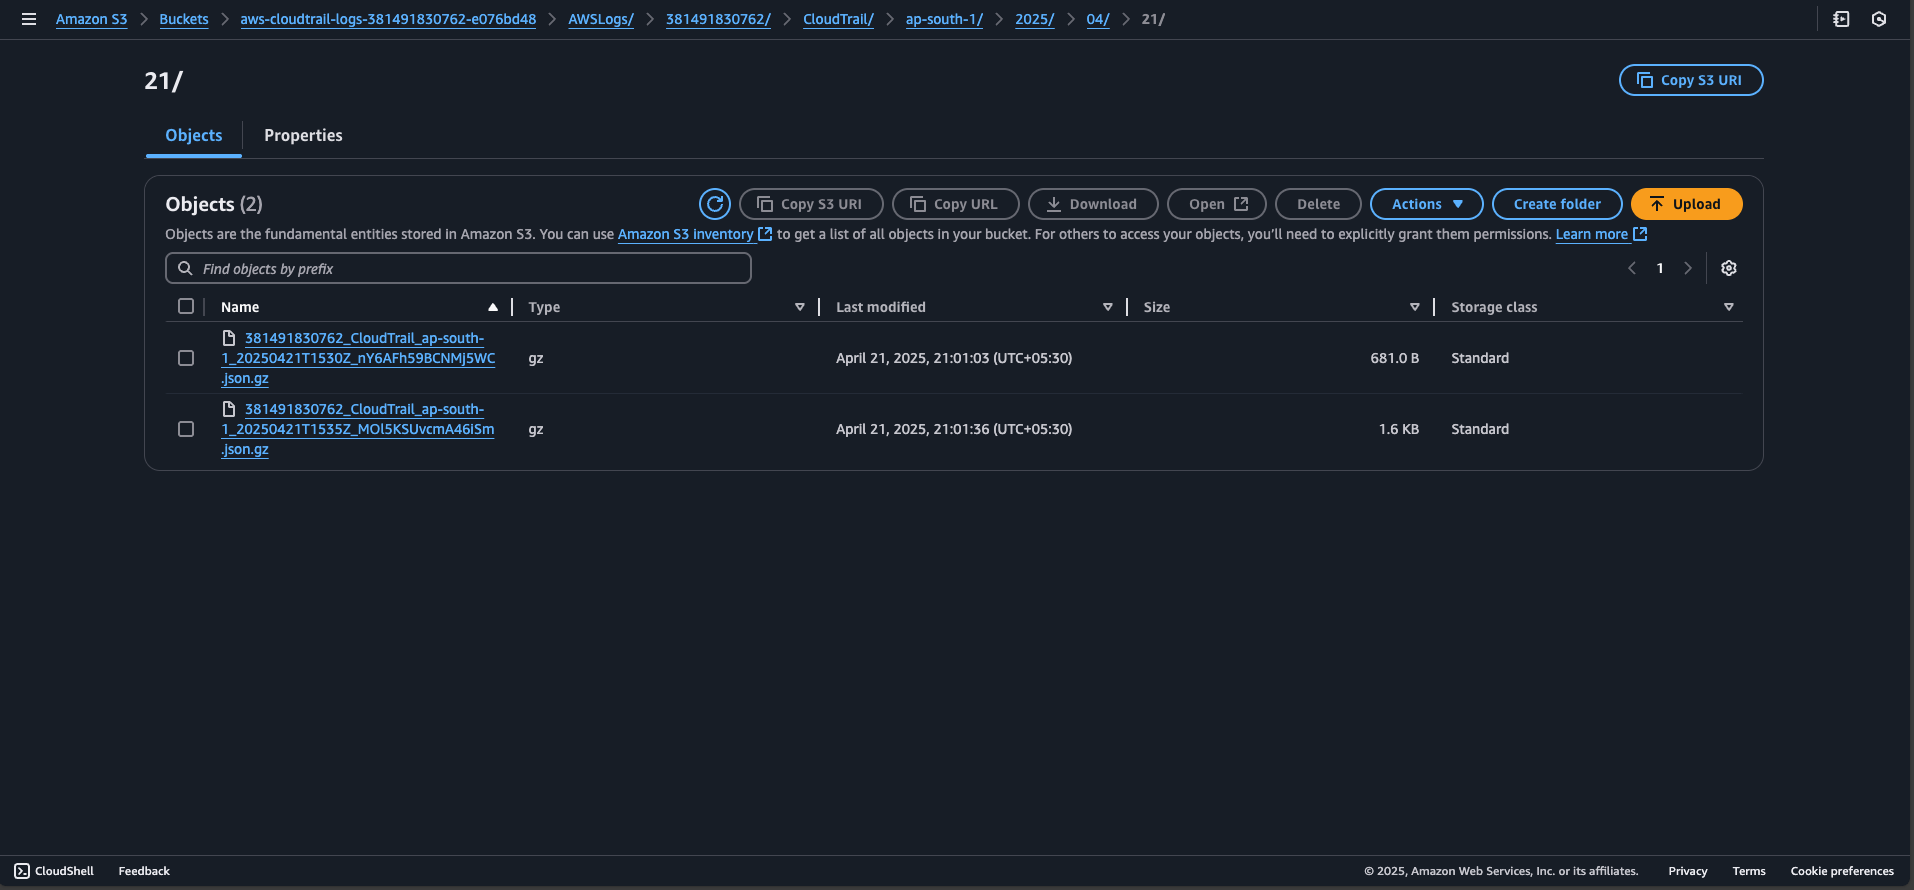 Amazon S3 > Buckets > aws-cloudtrail-logs-381491830762-e076bd48 > AWSLogs/ > 381491830762/ > CloudTrail/ > ap-south-1/ > 2025/ > 04/ > 21/
21/
Copy S3 URI
Objects Properties
Objects (2)
Copy S3 URI Copy URL Download Open Delete Actions Create folder Upload
Objects are the fundamental entities stored in Amazon S3. You can use Amazon S3 inventory to get a list of all objects in your bucket. For others to access your objects, you'll need to explicitly grant them permissions. Learn more
Find objects by prefix
1
Name Type Last modified Size Storage class
381491830762_CloudTrail_ap-south-
1_20250421T1530Z_nY6AFh59BCNMj5WC
.json.gz
gz April 21, 2025, 21:01:03 (UTC+05:30) 681.0 B Standard
381491830762_CloudTrail_ap-south-
1_20250421T1535Z_MOl5KSUvcmA46iSm
.json.gz
gz April 21, 2025, 21:01:36 (UTC+05:30) 1.6 KB Standard
CloudShell Feedback © 2025, Amazon Web Services, Inc. or its affiliates. Privacy Terms Cookie preferences